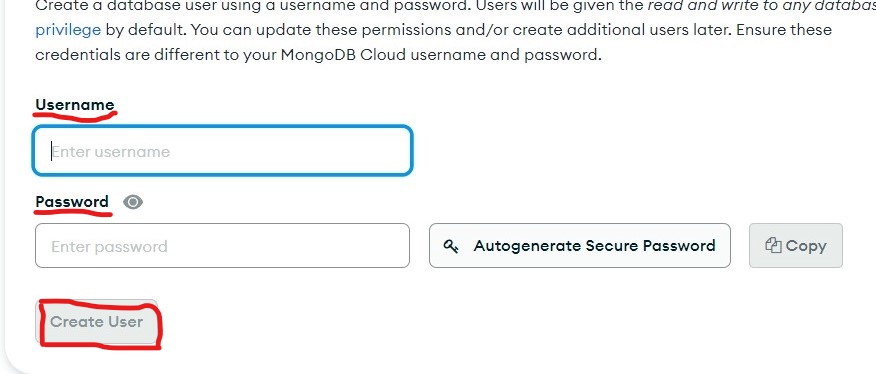 Create a database user using a username and password. Users will be given the read and write to any databas
privilege by default. You can update these permissions and/or create additional users later. Ensure these
credentials are different to your MongoDB Cloud username and password.
Username
Enter username
Password
Enter password
Autogenerate Secure Password
Copy
Create User